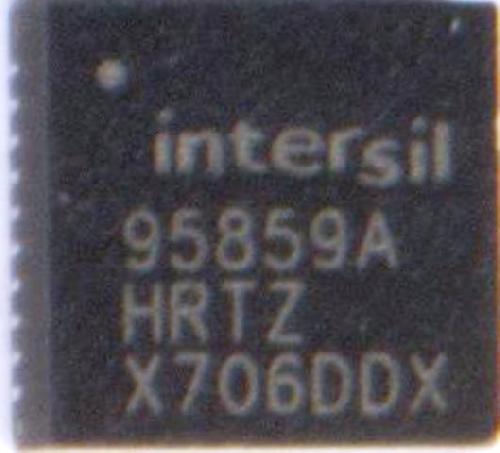 intersil
95859A
HRTZ
X706DDX